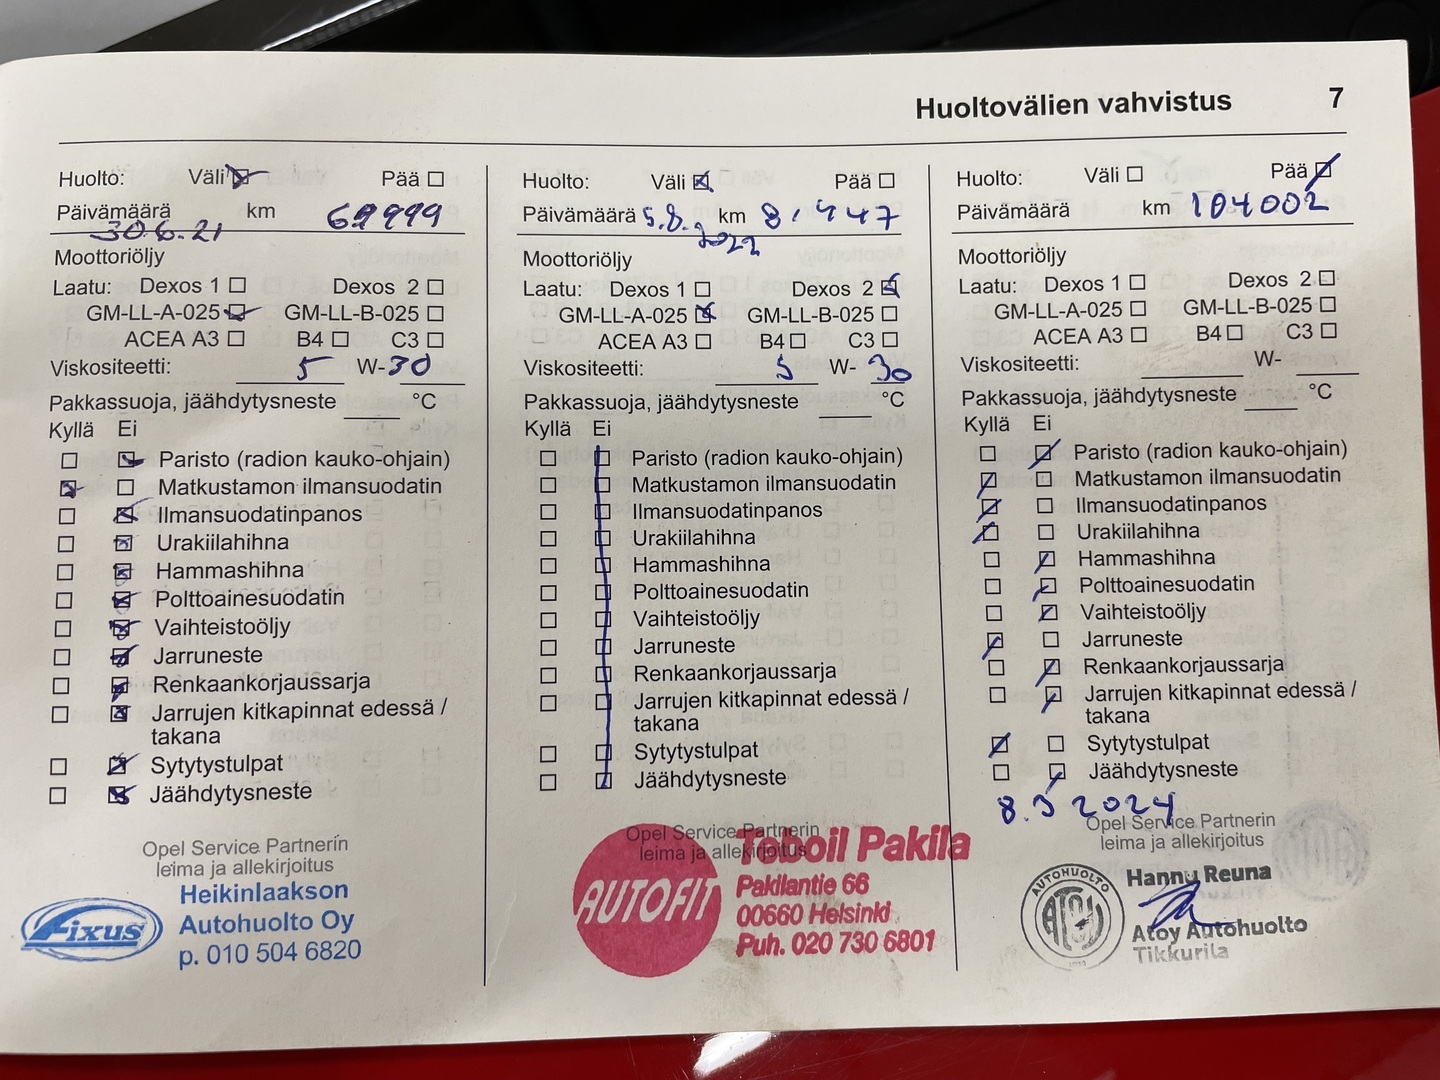 Huoltovälien vahvistus 7
Huolto: Väli Pää
Päivämäärä km 69999
30.6.21
Moottoriöljy
Laatu: Dexos 1 Dexos 2
GM-LL-A-025 GM-LL-B-025
ACEA A3 B4 C3
Viskositeetti: 5 W-30
Pakkassuoja, jäähdytysneste °C
Kyllä Ei
Paristo (radion kauko-ohjain)
Matkustamon ilmansuodatin
Ilmansuodatinpanos
Urakiilahihna
Hammashihna
Polttoainesuodatin
Vaihteistoöljy
Jarruneste
Renkaankorjaussarja
Jarrujen kitkapinnat edessä /
takana
Sytytystulpat
Jäähdytysneste
Opel Service Partnerin
leima ja allekirjoitus
Fixus
Heikinlaakson
Autohuolto Oy
p. 010 504 6820
Huolto: Väli Pää
Päivämäärä 5.8. km
2022
Moottoriöljy
Laatu: Dexos 1 Dexos 2
GM-LL-A-025 GM-LL-B-025
ACEA A3 B4 C3
Viskositeetti: 5 W- 30
Pakkassuoja, jäähdytysneste °C
Kyllä Ei
Paristo (radion kauko-ohjain)
Matkustamon ilmansuodatin
Ilmansuodatinpanos
Urakiilahihna
Hammashihna
Polttoainesuodatin
Vaihteistoöljy
Jarruneste
Renkaankorjaussarja
Jarrujen kitkapinnat edessä /
takana
Sytytystulpat
Jäähdytysneste
Opel Service Partnerin
leima ja allekirjoitus
AUTOFIT
Teboil Pakila
Pakilantie 66
00660 Helsinki
Puh. 020 730 6801
Huolto: Väli Pää
Päivämäärä km 104002
Moottoriöljy
Laatu: Dexos 1 Dexos 2
GM-LL-A-025 GM-LL-B-025
ACEA A3 B4 C3
Viskositeetti: W-
Pakkassuoja, jäähdytysneste °C
Kyllä Ei
Paristo (radion kauko-ohjain)
Matkustamon ilmansuodatin
Ilmansuodatinpanos
Urakiilahihna
Hammashihna
Polttoainesuodatin
Vaihteistoöljy
Jarruneste
Renkaankorjaussarja
Jarrujen kitkapinnat edessä /
takana
Sytytystulpat
Jäähdytysneste
8.3 2024
Opel Service Partnerin
leima ja allekirjoitus
AUTOHUOLTO
ATOY
Hannu Reuna
Atoy Autohuolto
Tikkurila